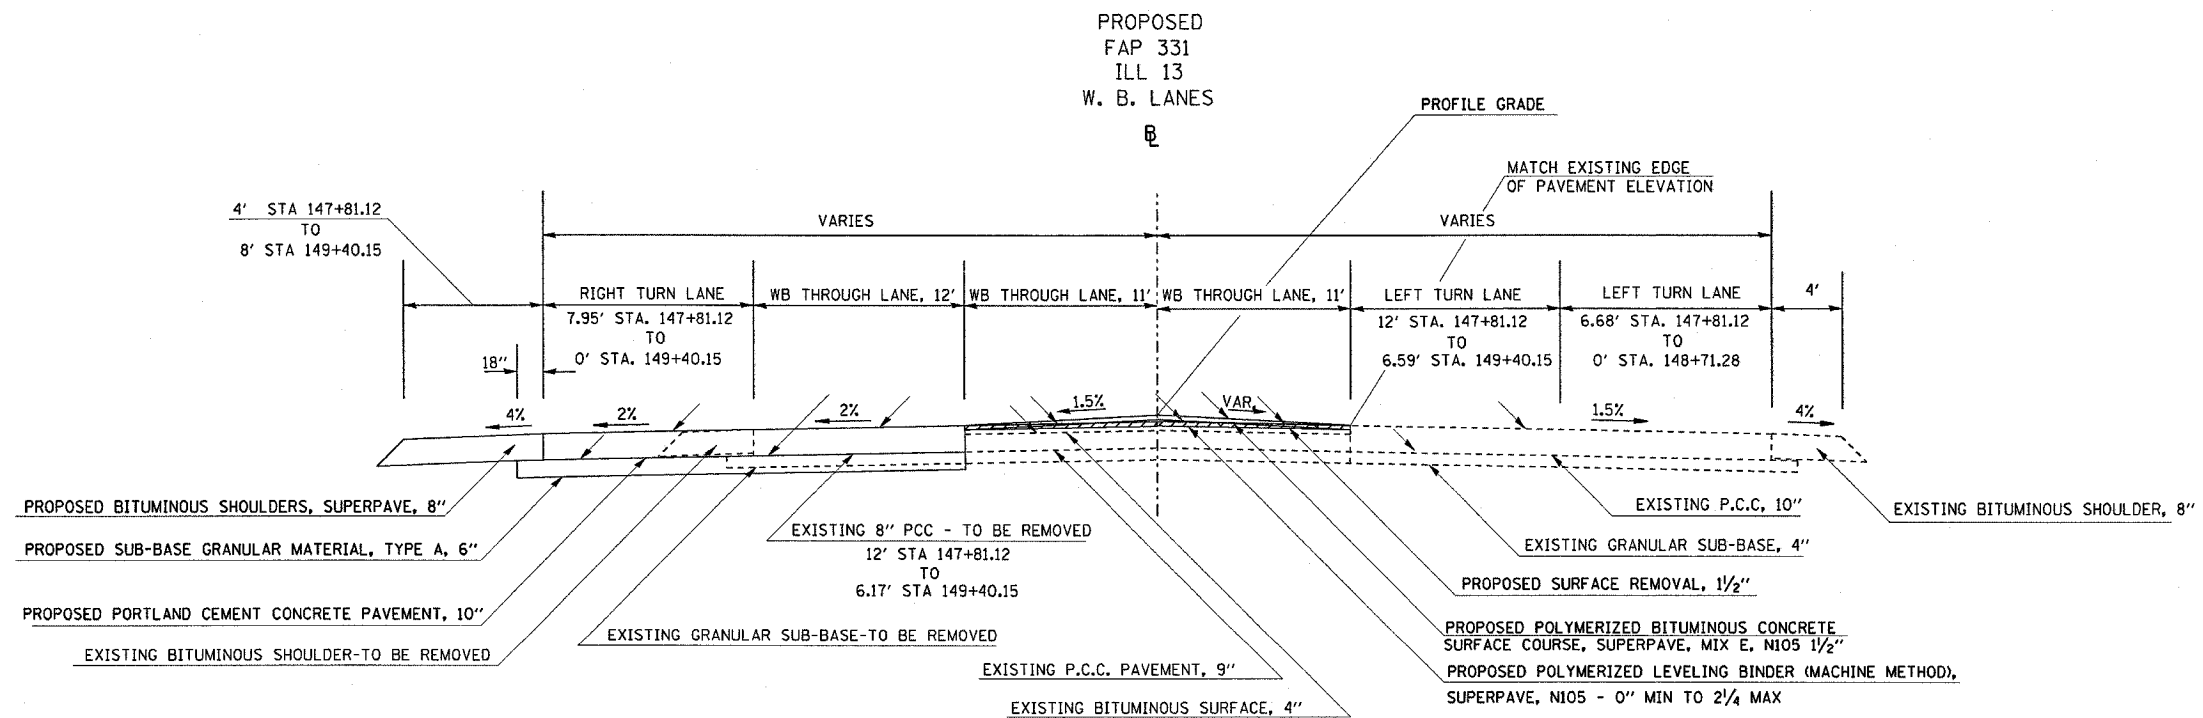 PROPOSED
FAP 331
ILL 13
W. B. LANES
PROFILE GRADE
MATCH EXISTING EDGE
OF PAVEMENT ELEVATION
4' STA 147+81.12
TO
8' STA 149+40.15
VARIES
VARIES
RIGHT TURN LANE
7.95' STA. 147+81.12
TO
0' STA. 149+40.15
WB THROUGH LANE, 12'
WB THROUGH LANE, 11'
WB THROUGH LANE, 11'
LEFT TURN LANE
12' STA. 147+81.12
TO
6.59' STA. 149+40.15
LEFT TURN LANE
6.68' STA. 147+81.12
TO
0' STA. 148+71.28
4'
18"
4%
2%
2%
1.5%
VAR.
1.5%
4%
PROPOSED BITUMINOUS SHOULDERS, SUPERPAVE, 8"
PROPOSED SUB-BASE GRANULAR MATERIAL, TYPE A, 6"
PROPOSED PORTLAND CEMENT CONCRETE PAVEMENT, 10"
EXISTING BITUMINOUS SHOULDER-TO BE REMOVED
EXISTING 8" PCC - TO BE REMOVED
12' STA 147+81.12
TO
6.17' STA 149+40.15
EXISTING GRANULAR SUB-BASE-TO BE REMOVED
EXISTING P.C.C. PAVEMENT, 9"
EXISTING BITUMINOUS SURFACE, 4"
EXISTING P.C.C, 10"
EXISTING BITUMINOUS SHOULDER, 8"
EXISTING GRANULAR SUB-BASE, 4"
PROPOSED SURFACE REMOVAL, 1½"
PROPOSED POLYMERIZED BITUMINOUS CONCRETE
SURFACE COURSE, SUPERPAVE, MIX E, N105 1½"
PROPOSED POLYMERIZED LEVELING BINDER (MACHINE METHOD),
SUPERPAVE, N105 - 0" MIN TO 2¼ MAX